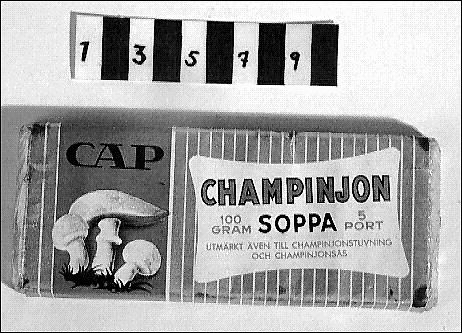 1 3 5 7 9
CAP
CHAMPINJON
100 GRAM SOPPA 5 PORT
UTMÄRKT ÄVEN TILL CHAMPINJONSTUVNING
OCH CHAMPINJONSÅS